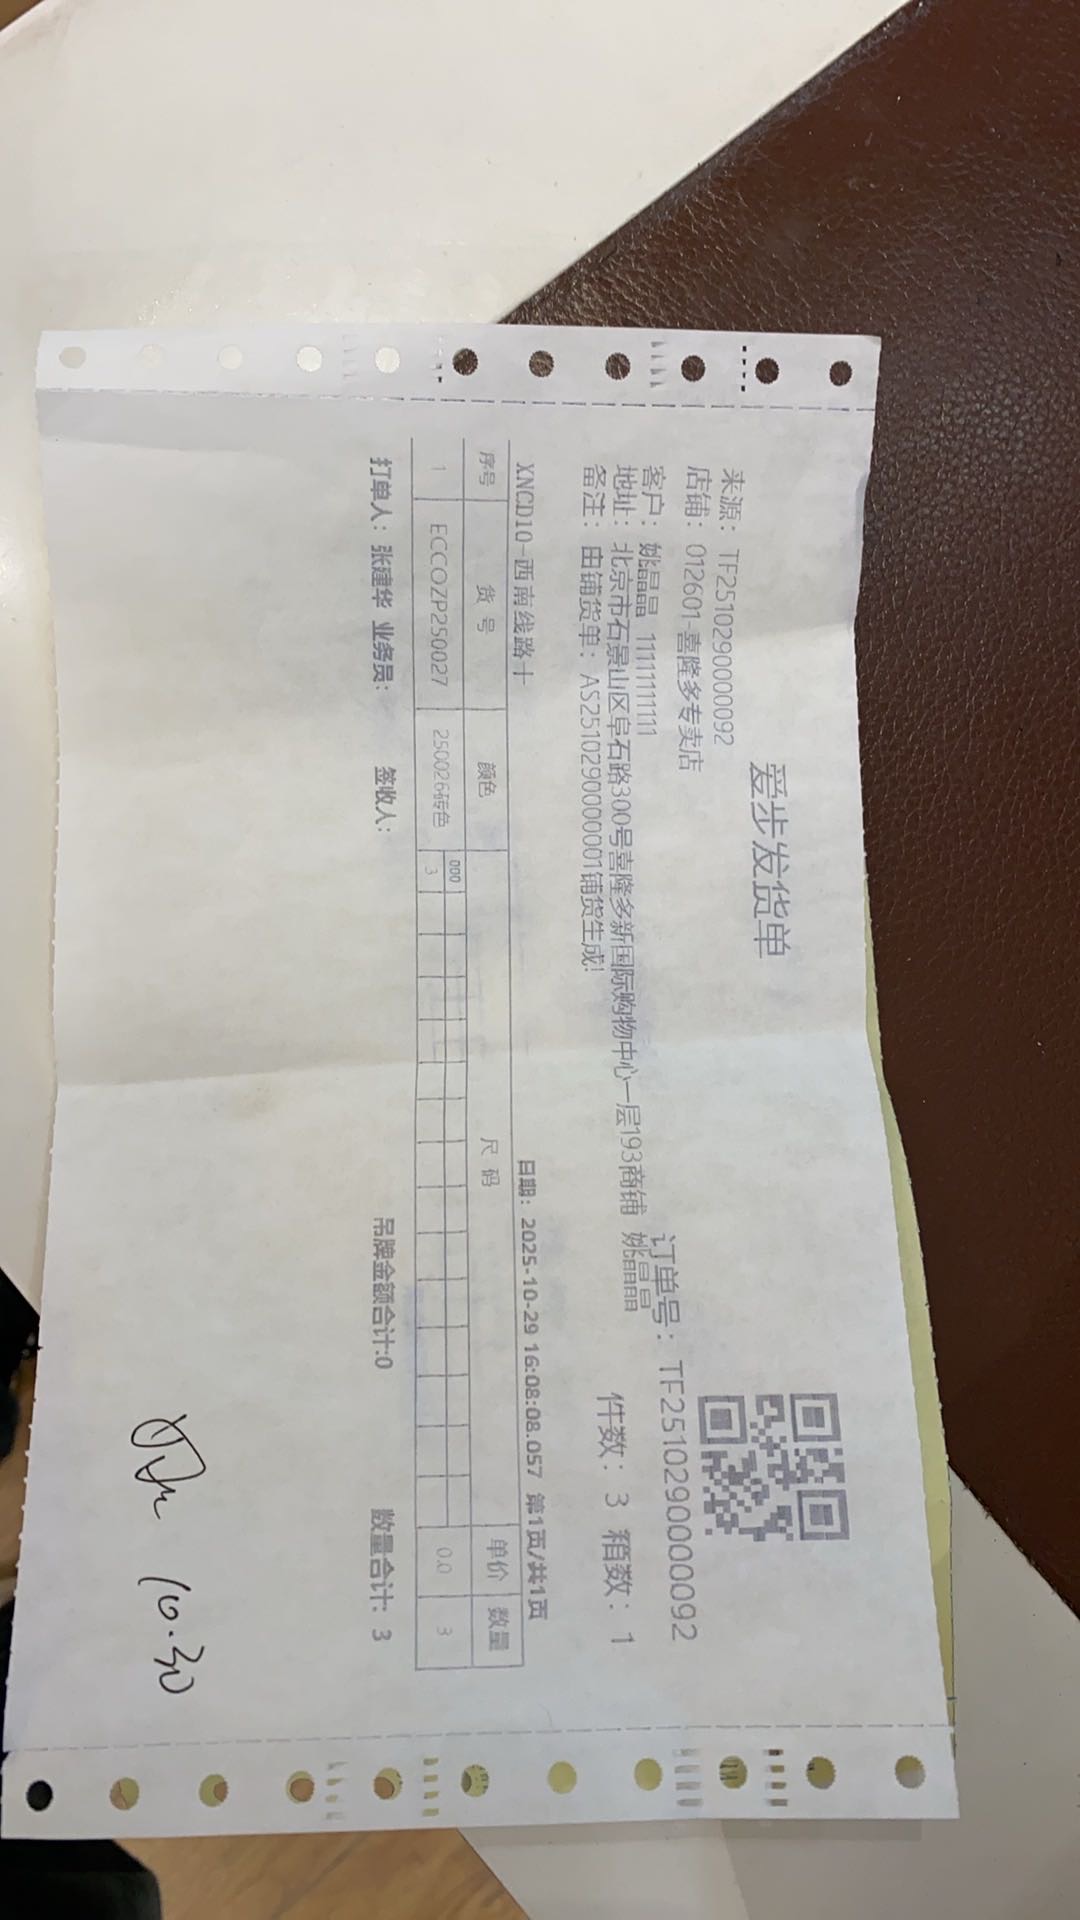 爱步发货单
来源：TF251029000092
店铺：012601-喜隆多专卖店
订单号：TF251029000092
客户：姚晶晶 11111111111
地址：北京市石景山区阜石路300号喜隆多新国际购物中心一层193商铺 姚晶晶
备注：由铺货单：AS251029000001铺货生成!
件数：3 箱数：1
XNCD10-西南线路十
日期：2025-10-29 16:08:08.057 第1页/共1页
序号 货号 颜色 尺码 单价 数量
000
1 ECCOZP250027 250026砖色 3 0.0 3
打单人：张建华 业务员： 签收人： 吊牌金额合计:0 数量合计: 3
10.30